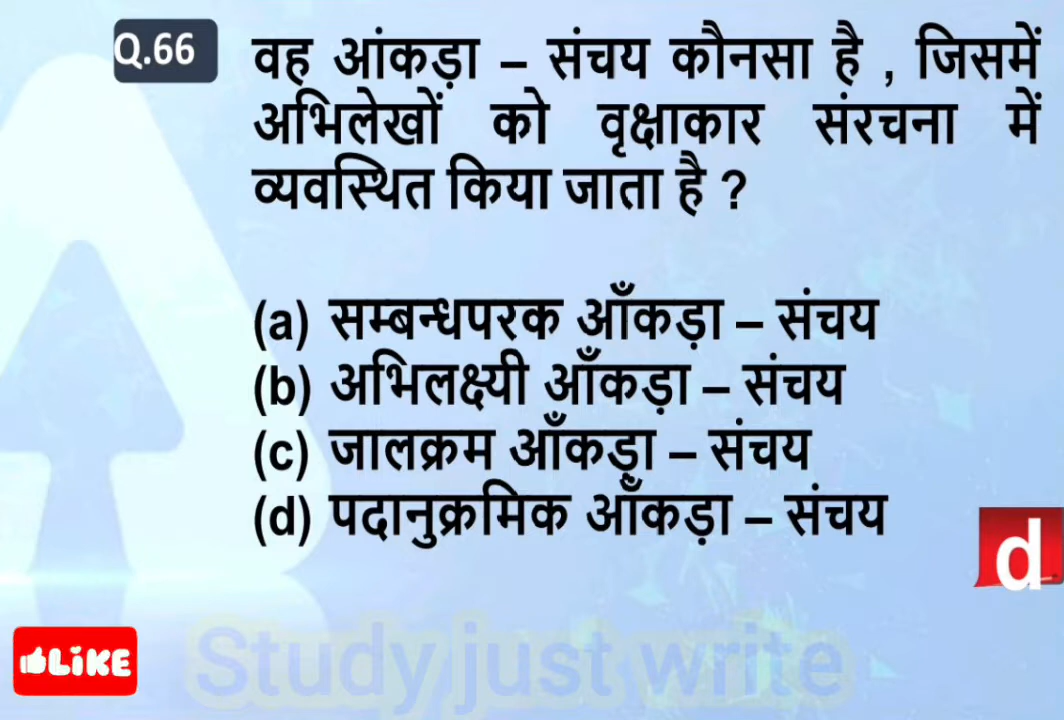 Q.66
वह आंकड़ा – संचय कौनसा है , जिसमें
अभिलेखों को वृक्षाकार संरचना में
व्यवस्थित किया जाता है ?
(a) सम्बन्धपरक आँकड़ा – संचय
(b) अभिलक्ष्यी आँकड़ा – संचय
(c) जालक्रम आँकड़ा – संचय
(d) पदानुक्रमिक आँकड़ा – संचय
d
LiKE
Study just write